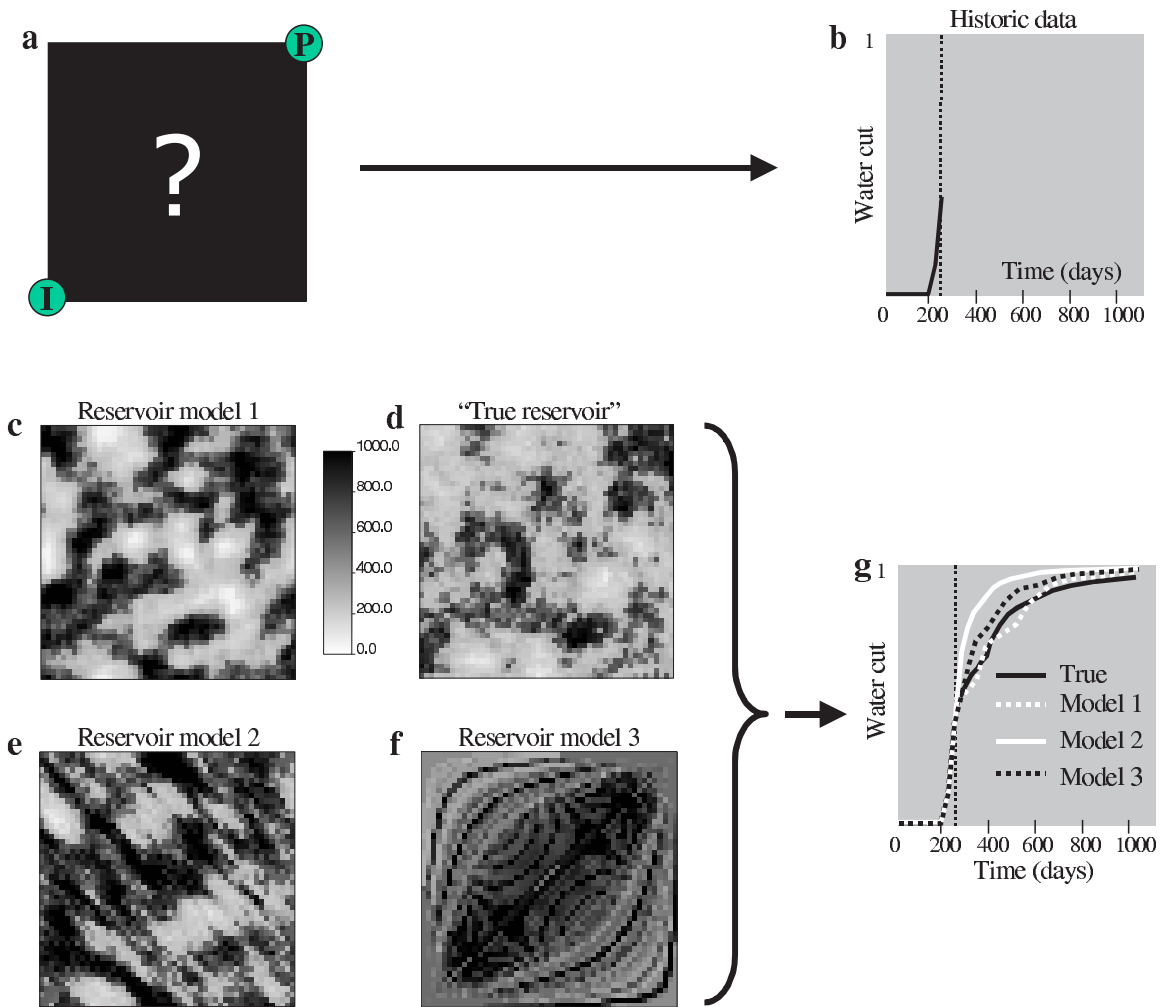 a
P
?
I
b
Historic data
1
Water cut
Time (days)
0 200 400 600 800 1000
c
Reservoir model 1
1000.0
800.0
600.0
400.0
200.0
0.0
d
“True reservoir”
e
Reservoir model 2
f
Reservoir model 3
g
1
Water cut
True
Model 1
Model 2
Model 3
0 200 400 600 800 1000
Time (days)